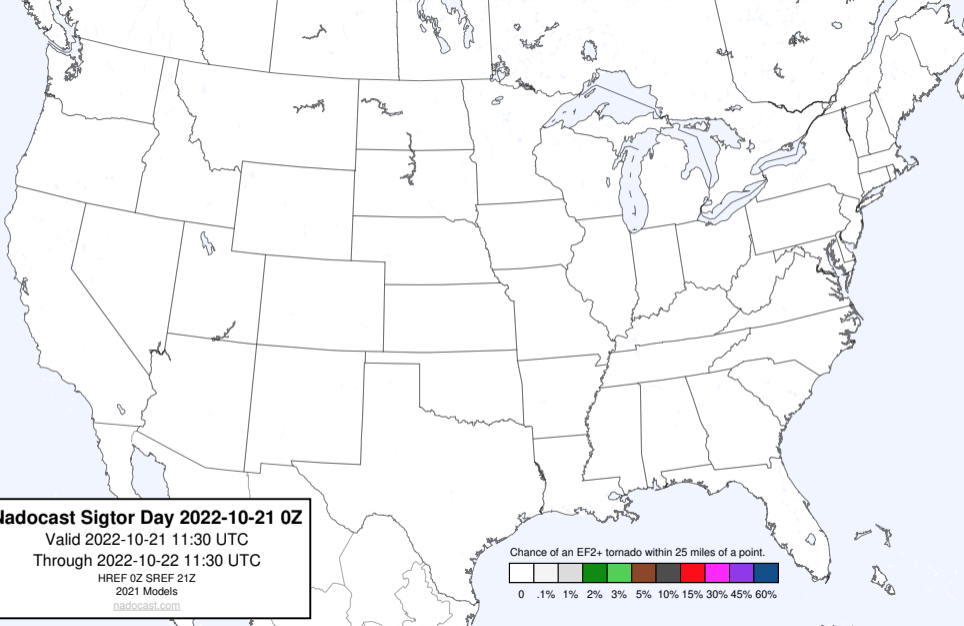 Nadocast Sigtor Day 2022-10-21 0Z
Valid 2022-10-21 11:30 UTC
Through 2022-10-22 11:30 UTC
HREF 0Z SREF 21Z
2021 Models
nadocast.com
Chance of an EF2+ tornado within 25 miles of a point.
0 .1% 1% 2% 3% 5% 10% 15% 30% 45% 60%